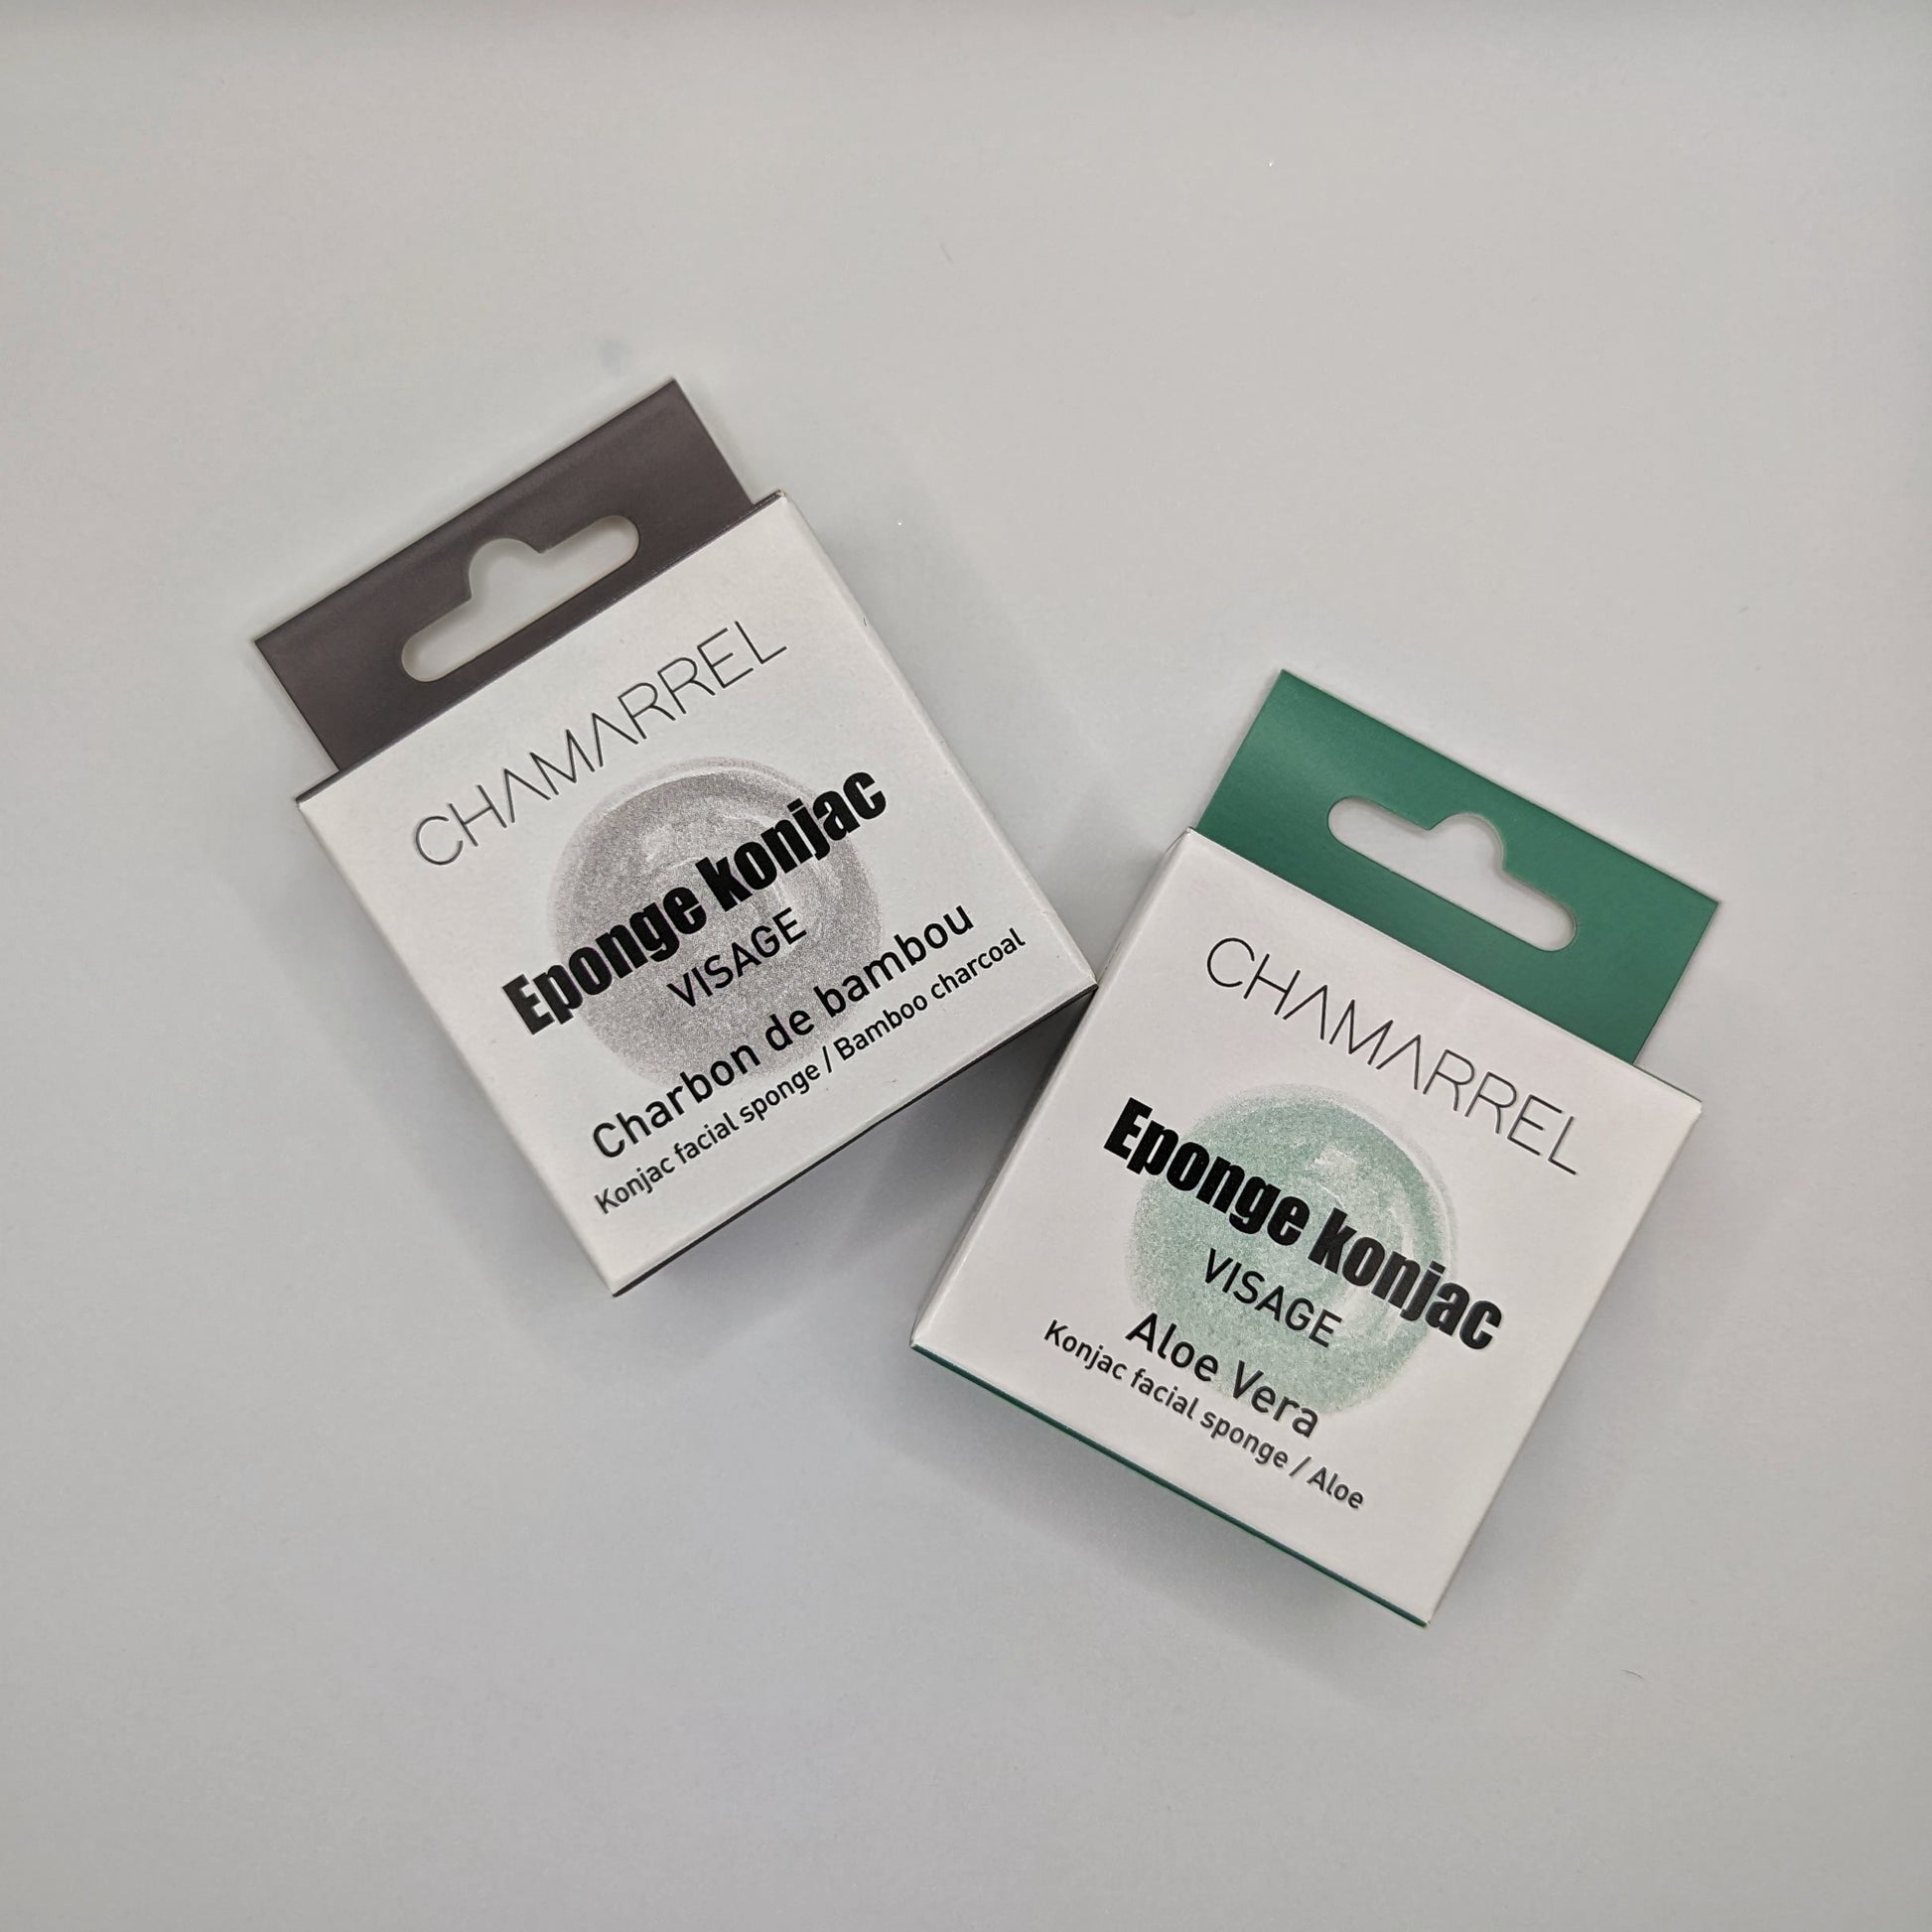 CHAMARREL
Eponge konjac
VISAGE
Charbon de bambou
Konjac facial sponge / Bamboo charcoal
CHAMARREL
Eponge konjac
VISAGE
Aloe Vera
Konjac facial sponge / Aloe